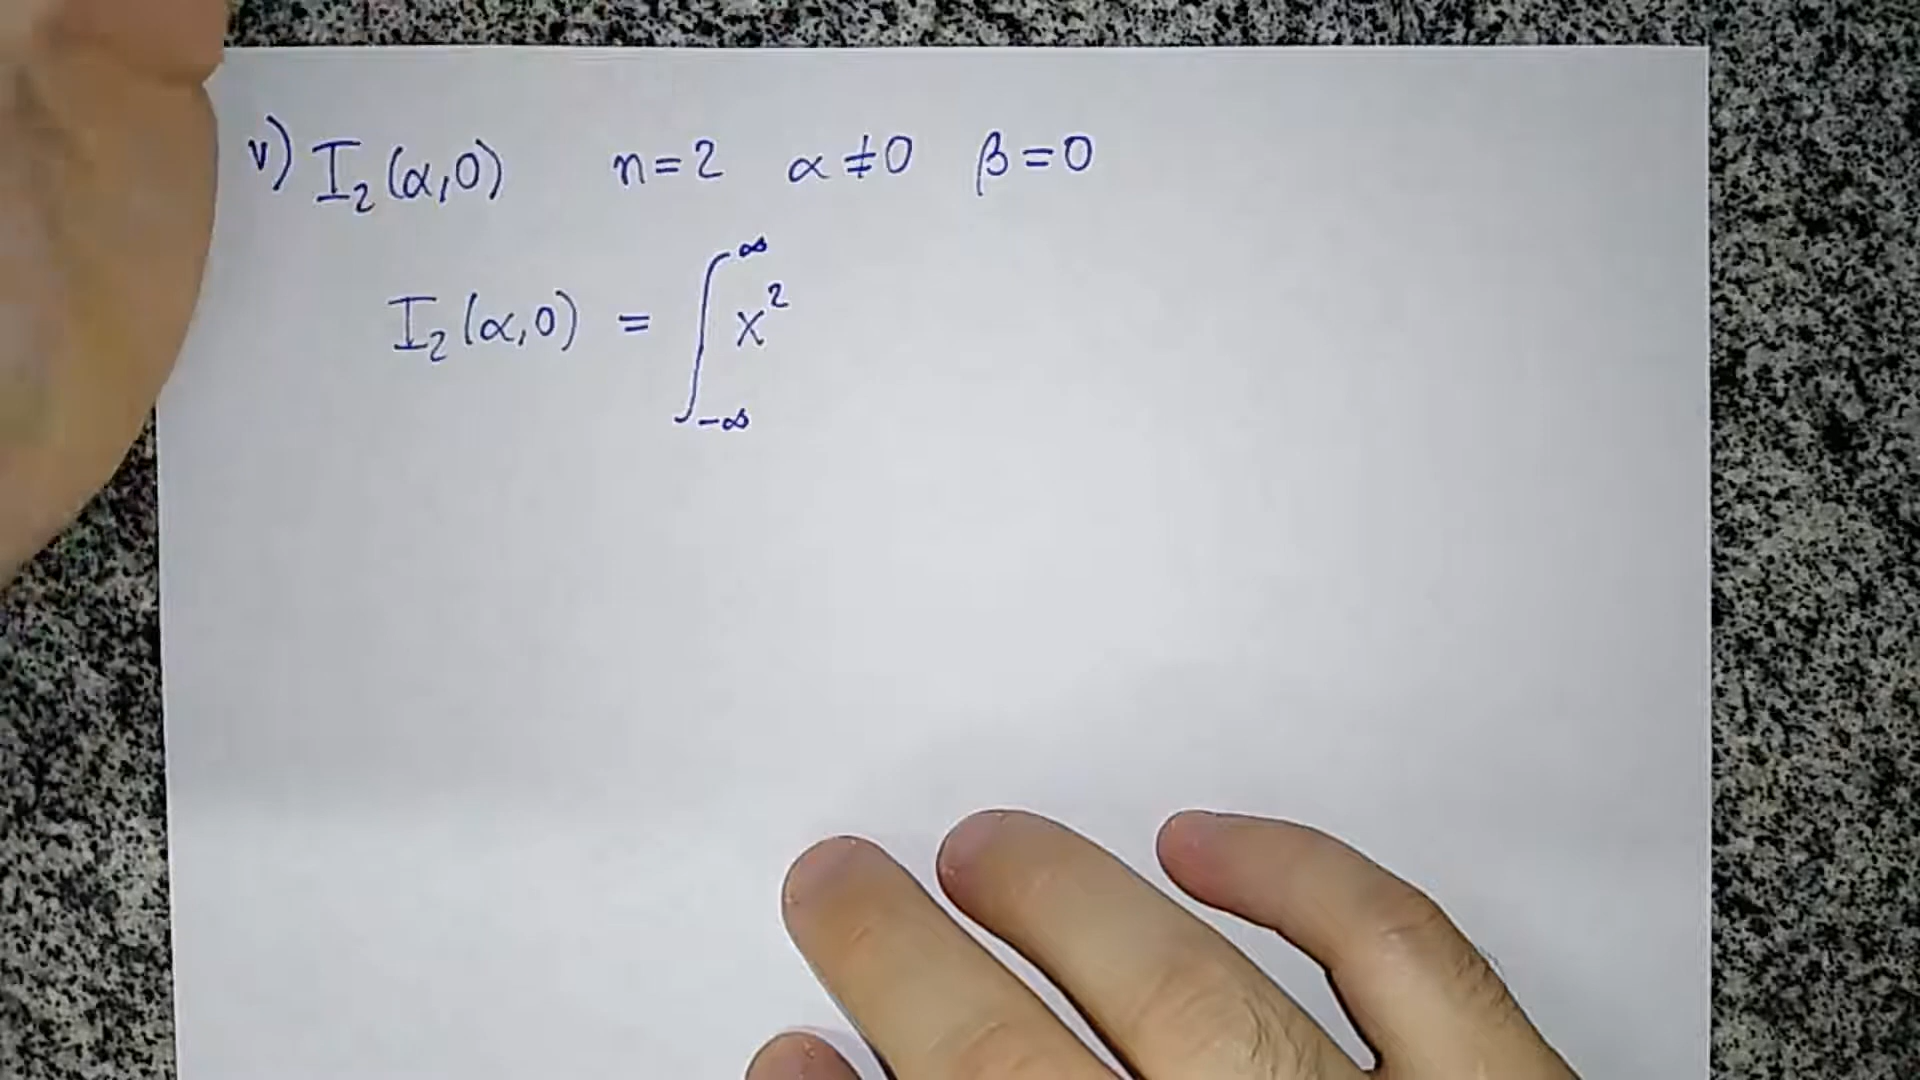 v) I₂(α,0) n=2 α≠0 β=0
I₂(α,0) = ∫_{-∞}^{∞} x²